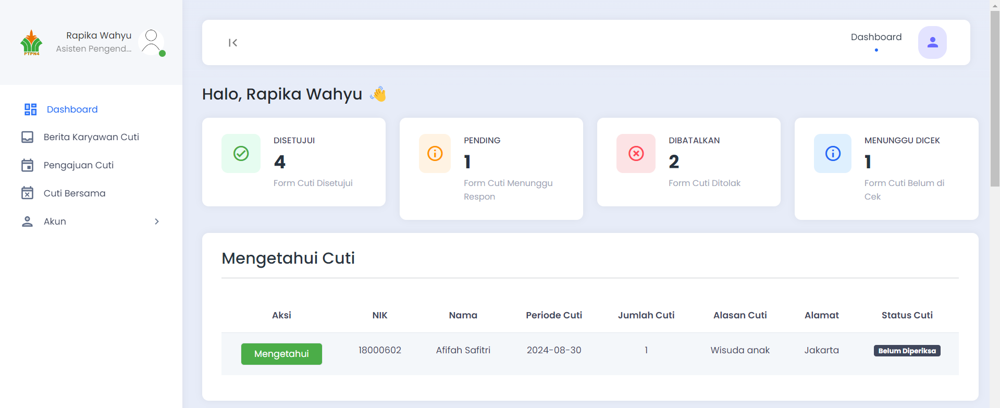 PTPN4
Rapika Wahyu
Asisten Pengend...
Dashboard
Berita Karyawan Cuti
Pengajuan Cuti
Cuti Bersama
Akun
Dashboard
Halo, Rapika Wahyu 👋
DISETUJUI
4
Form Cuti Disetujui
PENDING
1
Form Cuti Menunggu
Respon
DIBATALKAN
2
Form Cuti Ditolak
MENUNGGU DICEK
1
Form Cuti Belum di
Cek
Mengetahui Cuti
Aksi NIK Nama Periode Cuti Jumlah Cuti Alasan Cuti Alamat Status Cuti
Mengetahui 18000602 Afifah Safitri 2024-08-30 1 Wisuda anak Jakarta Belum Diperiksa